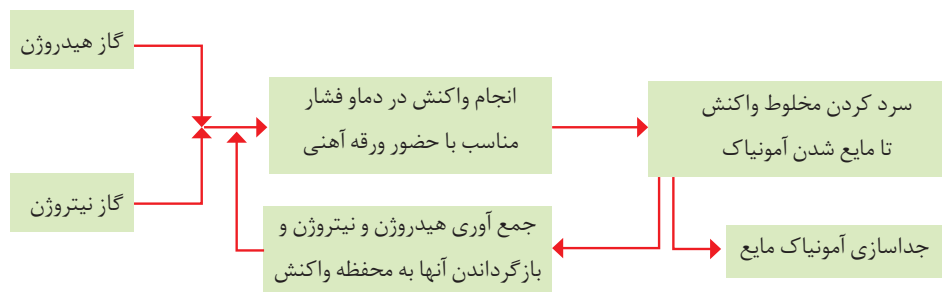 گاز هیدروژن
گاز نیتروژن
انجام واکنش در دماو فشار
مناسب با حضور ورقه آهنی
سرد کردن مخلوط واکنش
تا مایع شدن آمونیاک
جمع آوری هیدروژن و نیتروژن و
بازگرداندن آنها به محفظه واکنش
جداسازی آمونیاک مایع